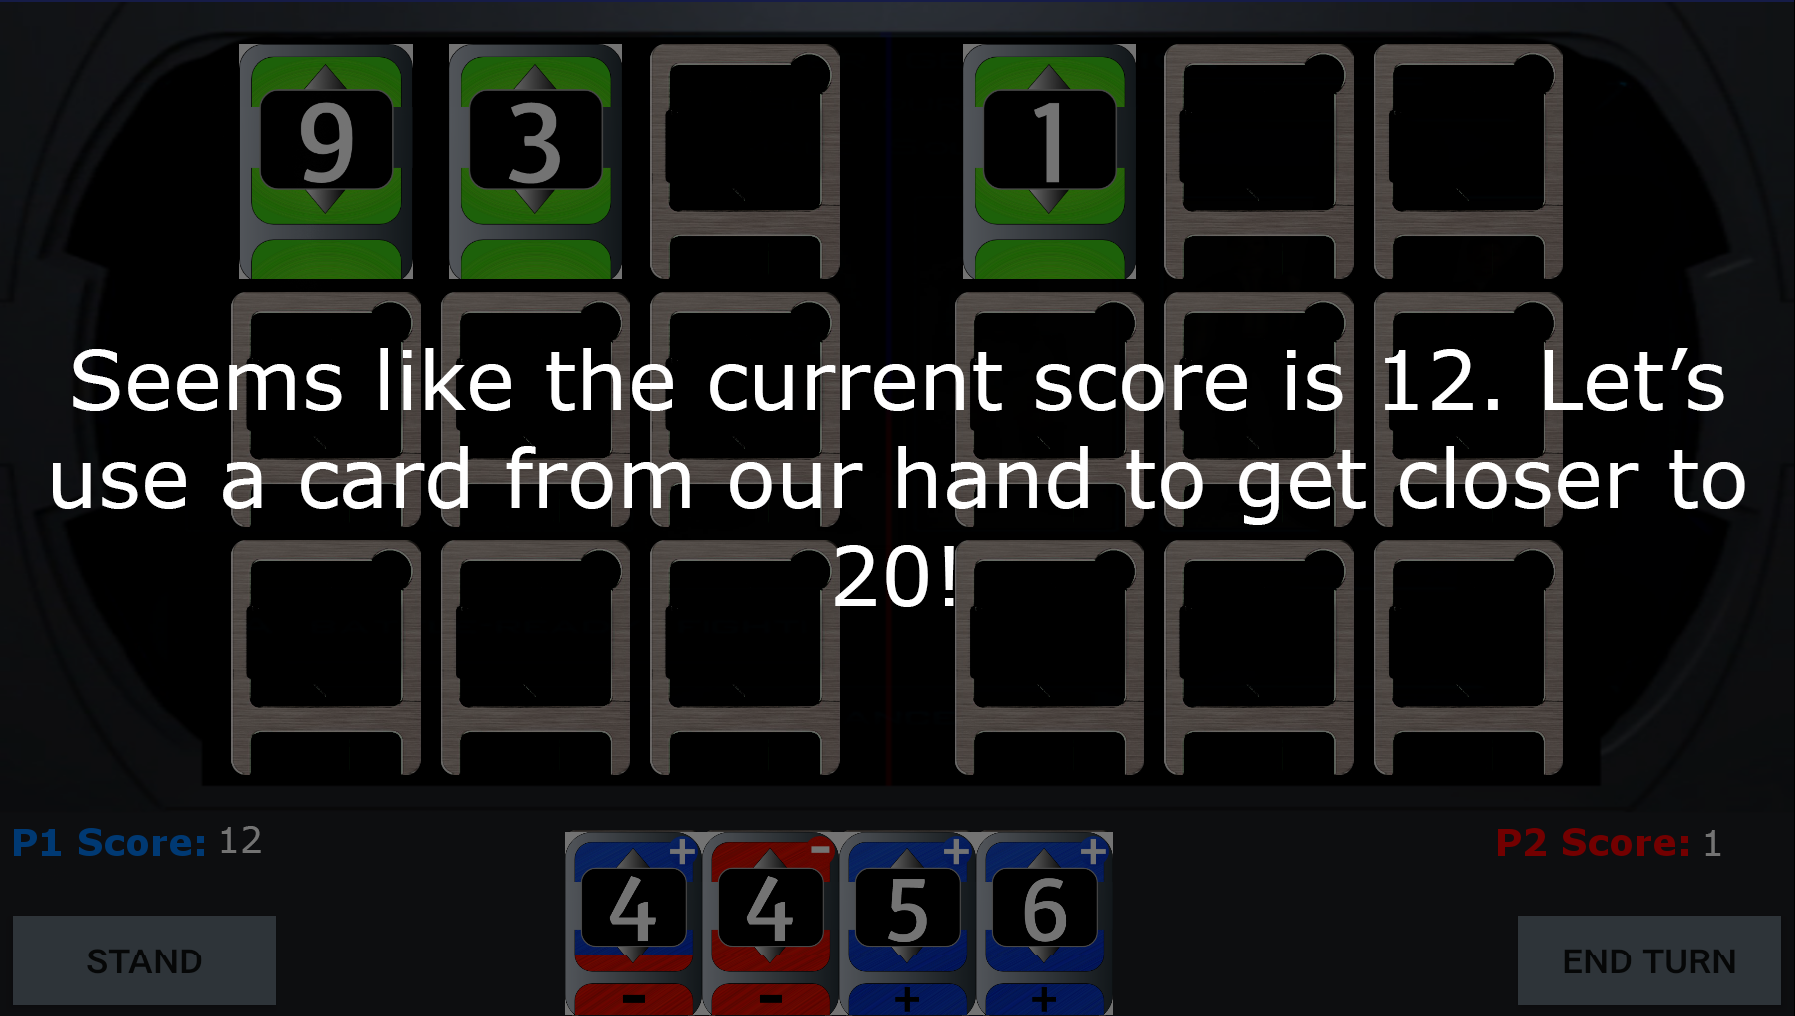 9 3 1
Seems like the current score is 12. Let’s
use a card from our hand to get closer to
20!
P1 Score: 12
P2 Score: 1
+ - + +
4 4 5 6
- - + +
STAND
END TURN